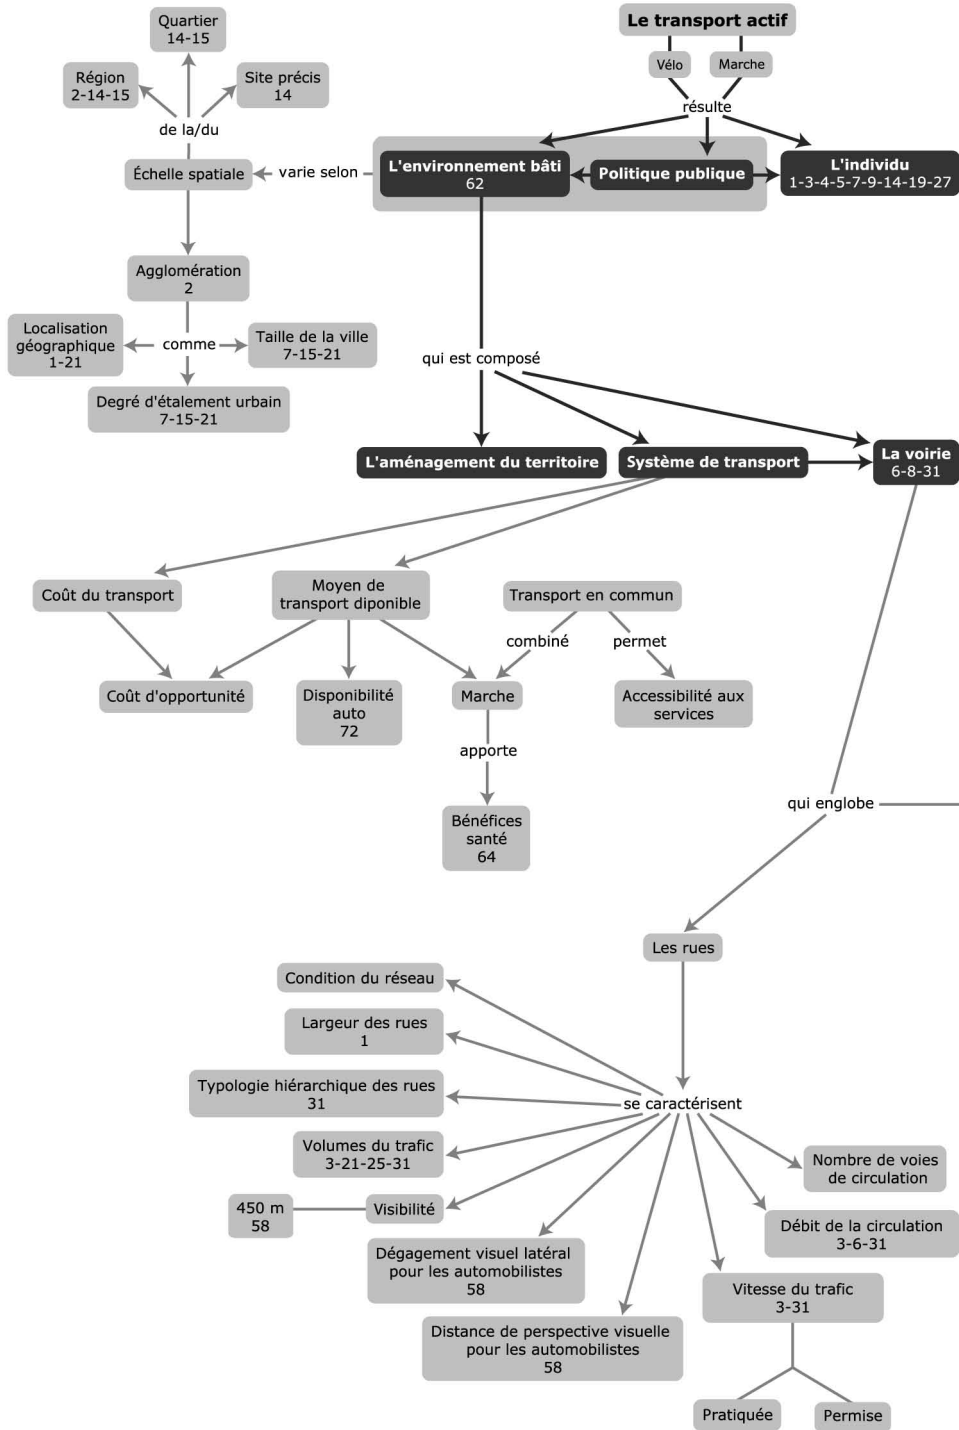 Le transport actif
Vélo
Marche
résulte
L'environnement bâti
62
Politique publique
L'individu
1-3-4-5-7-9-14-19-27
varie selon
Échelle spatiale
de la/du
Quartier
14-15
Région
2-14-15
Site précis
14
Agglomération
2
comme
Localisation
géographique
1-21
Taille de la ville
7-15-21
Degré d'étalement urbain
7-15-21
qui est composé
L'aménagement du territoire
Système de transport
La voirie
6-8-31
Coût du transport
Moyen de
transport diponible
Transport en commun
combiné
permet
Coût d'opportunité
Disponibilité
auto
72
Marche
Accessibilité aux
services
apporte
Bénéfices
santé
64
qui englobe
Les rues
se caractérisent
Condition du réseau
Largeur des rues
1
Typologie hiérarchique des rues
31
Volumes du trafic
3-21-25-31
Visibilité
450 m
58
Dégagement visuel latéral
pour les automobilistes
58
Distance de perspective visuelle
pour les automobilistes
58
Nombre de voies
de circulation
Débit de la circulation
3-6-31
Vitesse du trafic
3-31
Pratiquée
Permise